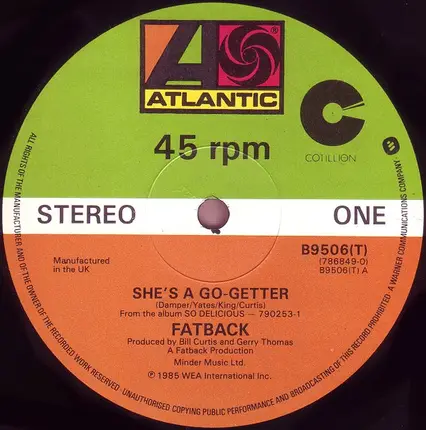 ATLANTIC
COTILLION
45 rpm
STEREO
ONE
Manufactured
in the UK
B9506(T)
(786849-0)
B9506(T) A
SHE'S A GO-GETTER
(Damper/Yates/King/Curtis)
From the album SO DELICIOUS — 790253-1
FATBACK
Produced by Bill Curtis and Gerry Thomas
A Fatback Production
Minder Music Ltd.
℗ 1985 WEA International Inc.
ALL RIGHTS OF THE MANUFACTURER AND OF THE OWNER OF THE RECORDED WORK RESERVED. UNAUTHORISED COPYING PUBLIC PERFORMANCE AND BROADCASTING OF THIS RECORD PROHIBITED. A WARNER COMMUNICATIONS COMPANY